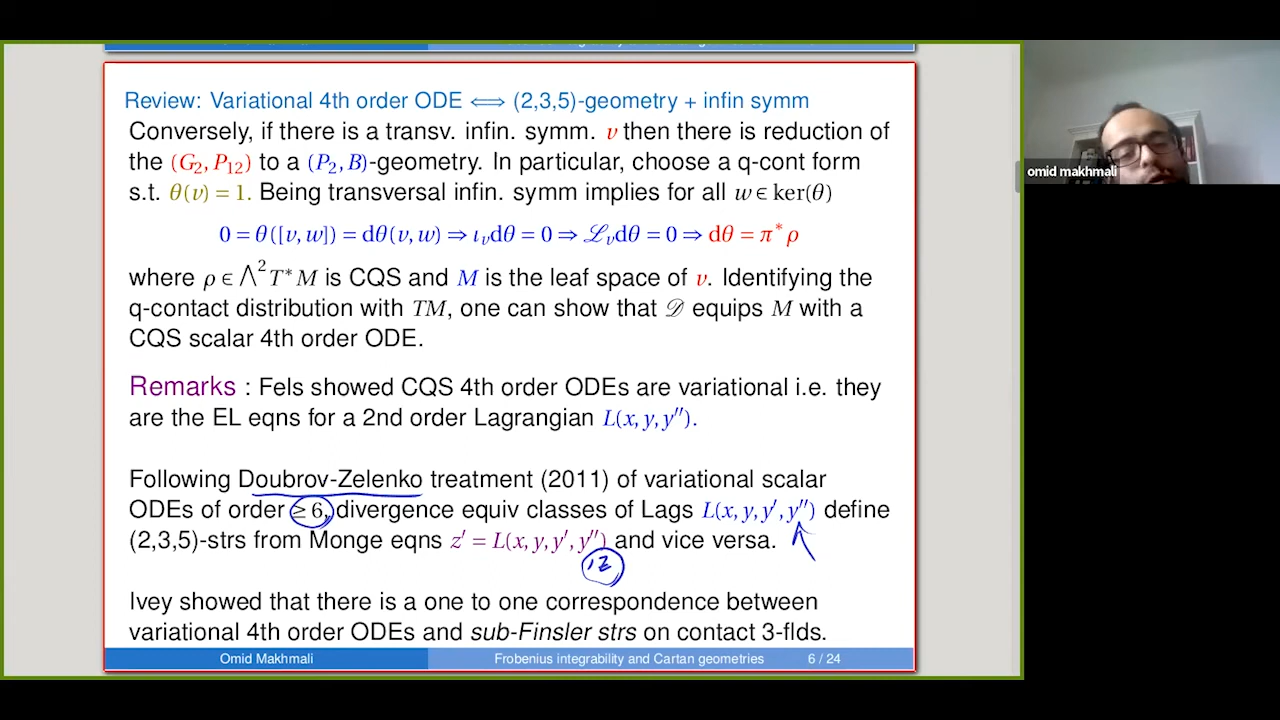 Review: Variational 4th order ODE ⟺ (2,3,5)-geometry + infin symm
Conversely, if there is a transv. infin. symm. v then there is reduction of
the (G₂, P₁₂) to a (P₂, B)-geometry. In particular, choose a q-cont form
s.t. θ(v) = 1. Being transversal infin. symm implies for all w ∈ ker(θ)
0 = θ([v, w]) = dθ(v, w) ⇒ ι_v dθ = 0 ⇒ ℒ_v dθ = 0 ⇒ dθ = π*ρ
where ρ ∈ ⋀² T*M is CQS and M is the leaf space of v. Identifying the
q-contact distribution with TM, one can show that 𝒟 equips M with a
CQS scalar 4th order ODE.
Remarks : Fels showed CQS 4th order ODEs are variational i.e. they
are the EL eqns for a 2nd order Lagrangian L(x, y, y″).
Following Doubrov-Zelenko treatment (2011) of variational scalar
ODEs of order ≥ 6, divergence equiv classes of Lags L(x, y, y′, y″) define
(2,3,5)-strs from Monge eqns z′ = L(x, y, y′, y″) and vice versa.
, z
Ivey showed that there is a one to one correspondence between
variational 4th order ODEs and sub-Finsler strs on contact 3-flds.
Omid Makhmali Frobenius integrability and Cartan geometries 6 / 24
omid makhmali